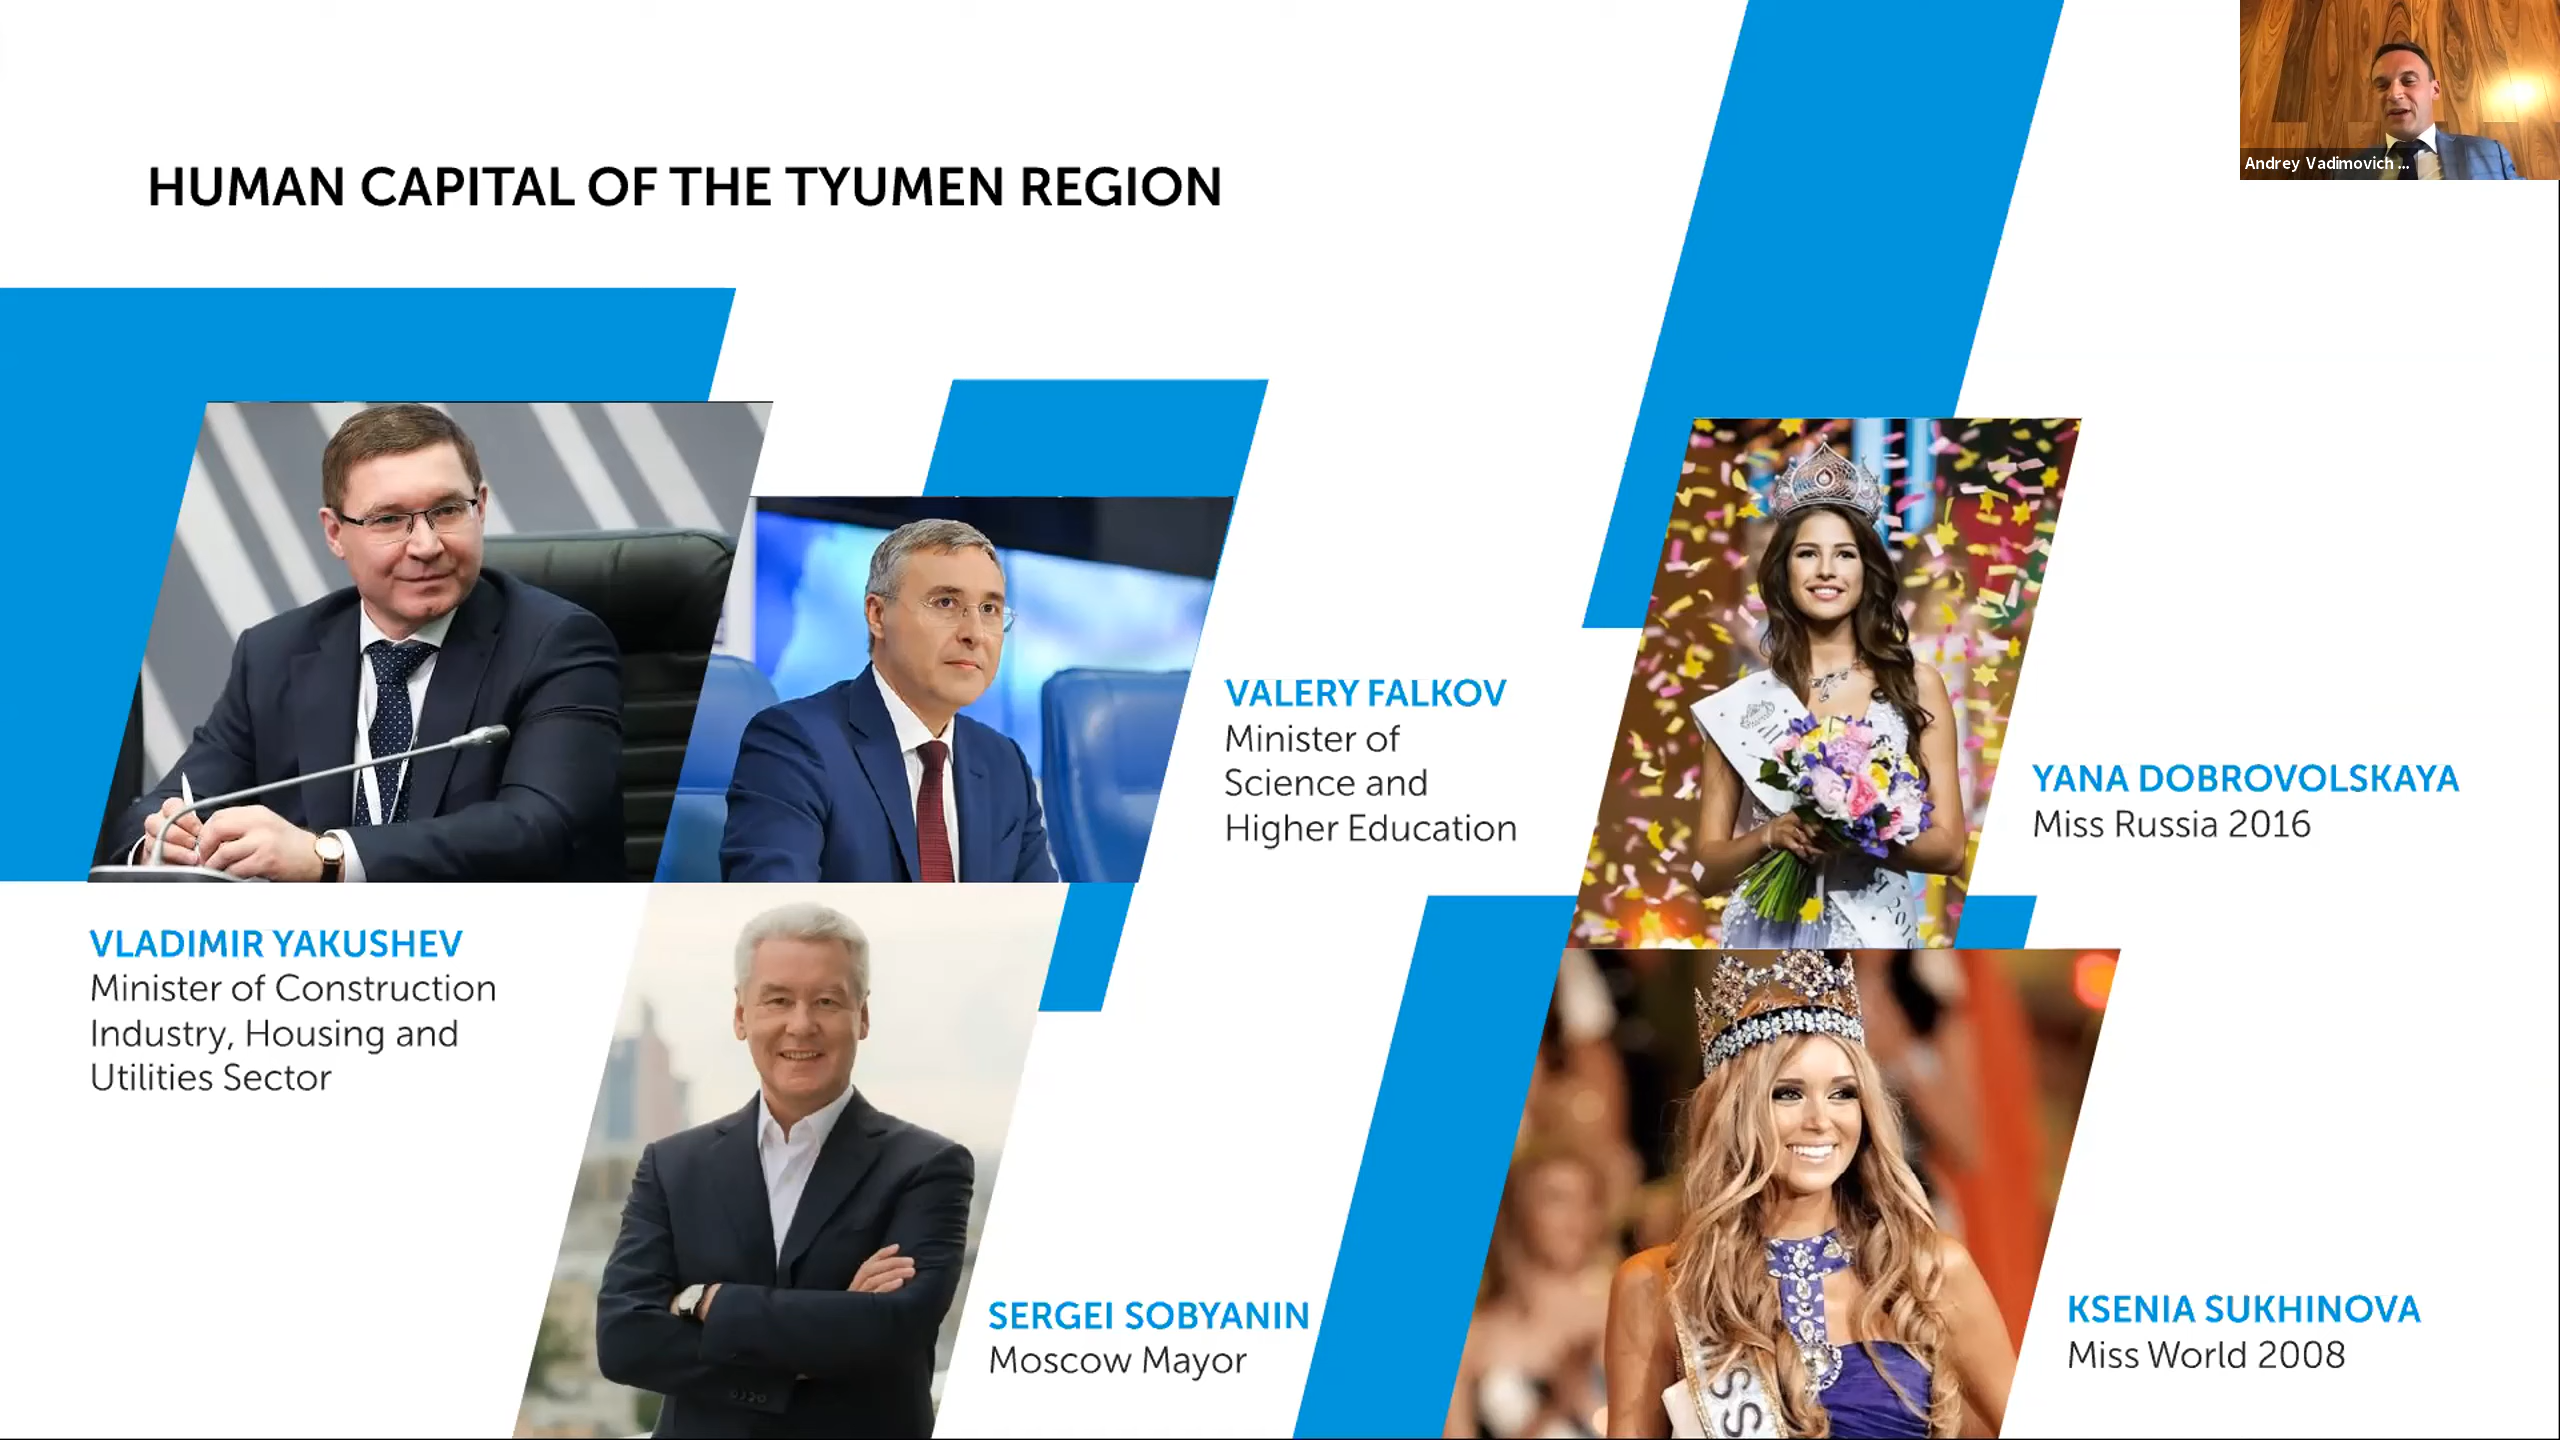 Andrey Vadimovich ...
HUMAN CAPITAL OF THE TYUMEN REGION
VALERY FALKOV
Minister of
Science and
Higher Education
YANA DOBROVOLSKAYA
Miss Russia 2016
VLADIMIR YAKUSHEV
Minister of Construction
Industry, Housing and
Utilities Sector
SERGEI SOBYANIN
Moscow Mayor
KSENIA SUKHINOVA
Miss World 2008